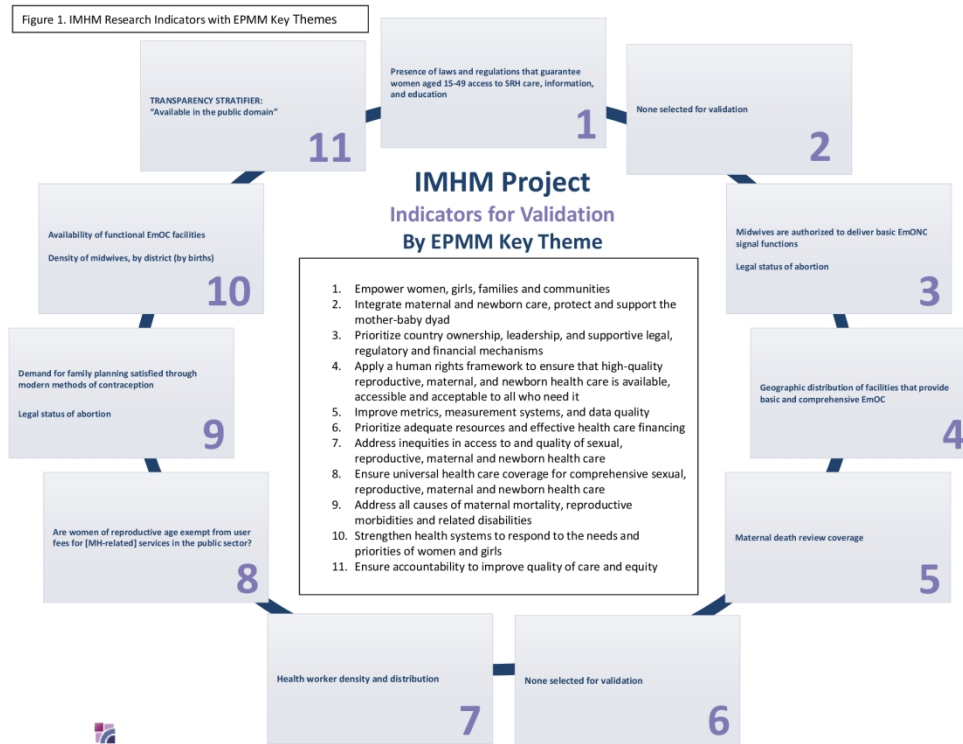 Figure 1. IMHM Research Indicators with EPMM Key Themes
Presence of laws and regulations that guarantee
women aged 15-49 access to SRH care, information,
and education
1
None selected for validation
2
Midwives are authorized to deliver basic EmONC
signal functions
Legal status of abortion
3
Geographic distribution of facilities that provide
basic and comprehensive EmOC
4
Maternal death review coverage
5
None selected for validation
6
Health worker density and distribution
7
Are women of reproductive age exempt from user
fees for [MH-related] services in the public sector?
8
Demand for family planning satisfied through
modern methods of contraception
Legal status of abortion
9
Availability of functional EmOC facilities
Density of midwives, by district (by births)
10
TRANSPARENCY STRATIFIER:
"Available in the public domain"
11
IMHM Project
Indicators for Validation
By EPMM Key Theme
1. Empower women, girls, families and communities
2. Integrate maternal and newborn care, protect and support the
mother-baby dyad
3. Prioritize country ownership, leadership, and supportive legal,
regulatory and financial mechanisms
4. Apply a human rights framework to ensure that high-quality
reproductive, maternal, and newborn health care is available,
accessible and acceptable to all who need it
5. Improve metrics, measurement systems, and data quality
6. Prioritize adequate resources and effective health care financing
7. Address inequities in access to and quality of sexual,
reproductive, maternal and newborn health care
8. Ensure universal health care coverage for comprehensive sexual,
reproductive, maternal and newborn health care
9. Address all causes of maternal mortality, reproductive
morbidities and related disabilities
10. Strengthen health systems to respond to the needs and
priorities of women and girls
11. Ensure accountability to improve quality of care and equity